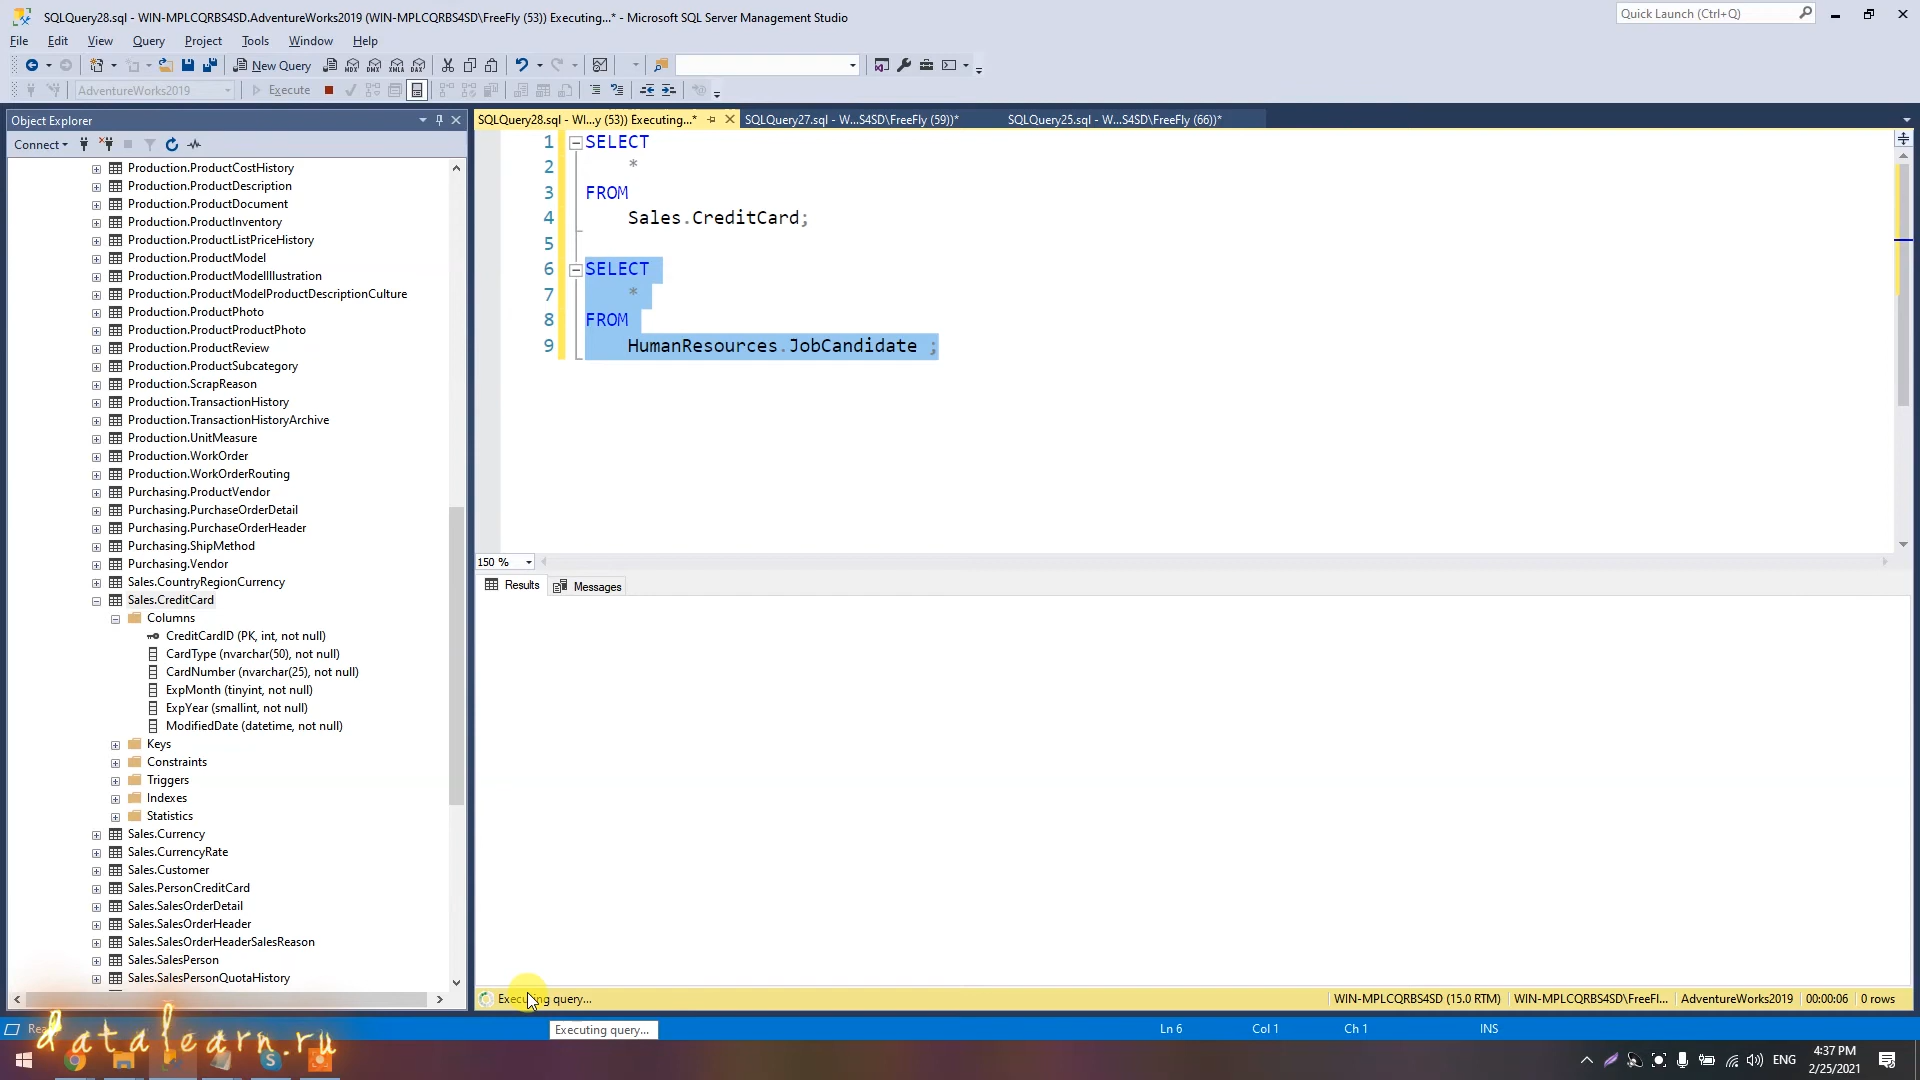 SQLQuery28.sql - WIN-MPLCQRBS4SD.AdventureWorks2019 (WIN-MPLCQRBS4SD\FreeFly (53)) Executing...* - Microsoft SQL Server Management Studio
Quick Launch (Ctrl+Q)
File Edit View Query Project Tools Window Help
New Query
MDX DMX XMLA DAX
AdventureWorks2019
Execute
Object Explorer
SQLQuery28.sql - WI...y (53)) Executing...*
SQLQuery27.sql - W...S4SD\FreeFly (59))*
SQLQuery25.sql - W...S4SD\FreeFly (66))*
Connect
Production.ProductCostHistory
Production.ProductDescription
Production.ProductDocument
Production.ProductInventory
Production.ProductListPriceHistory
Production.ProductModel
Production.ProductModelIllustration
Production.ProductModelProductDescriptionCulture
Production.ProductPhoto
Production.ProductProductPhoto
Production.ProductReview
Production.ProductSubcategory
Production.ScrapReason
Production.TransactionHistory
Production.TransactionHistoryArchive
Production.UnitMeasure
Production.WorkOrder
Production.WorkOrderRouting
Purchasing.ProductVendor
Purchasing.PurchaseOrderDetail
Purchasing.PurchaseOrderHeader
Purchasing.ShipMethod
Purchasing.Vendor
Sales.CountryRegionCurrency
Sales.CreditCard
Columns
CreditCardID (PK, int, not null)
CardType (nvarchar(50), not null)
CardNumber (nvarchar(25), not null)
ExpMonth (tinyint, not null)
ExpYear (smallint, not null)
ModifiedDate (datetime, not null)
Keys
Constraints
Triggers
Indexes
Statistics
Sales.Currency
Sales.CurrencyRate
Sales.Customer
Sales.PersonCreditCard
Sales.SalesOrderDetail
Sales.SalesOrderHeader
Sales.SalesOrderHeaderSalesReason
Sales.SalesPerson
Sales.SalesPersonQuotaHistory
1 SELECT
2 *
3 FROM
4 Sales.CreditCard;
5
6 SELECT
7 *
8 FROM
9 HumanResources.JobCandidate ;
150 %
Results Messages
Executing query...
WIN-MPLCQRBS4SD (15.0 RTM) WIN-MPLCQRBS4SD\FreeFl... AdventureWorks2019 00:00:06 0 rows
Executing query...
Ln 6 Col 1 Ch 1 INS
datalearn.ru
ENG
4:37 PM
2/25/2021